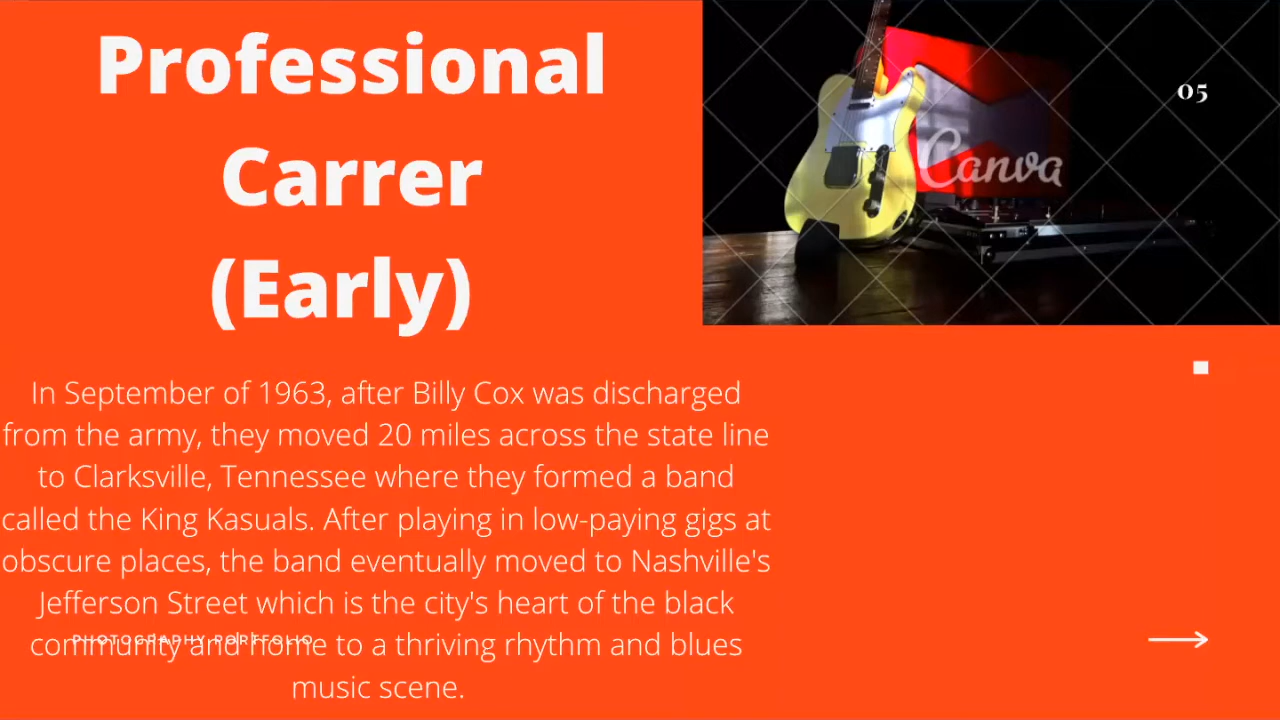 Professional
Carrer
(Early)
05
Canva
In September of 1963, after Billy Cox was discharged
from the army, they moved 20 miles across the state line
to Clarksville, Tennessee where they formed a band
called the King Kasuals. After playing in low-paying gigs at
obscure places, the band eventually moved to Nashville's
Jefferson Street which is the city's heart of the black
community and home to a thriving rhythm and blues
music scene.
PHOTOGRAPHY PORTFOLIO